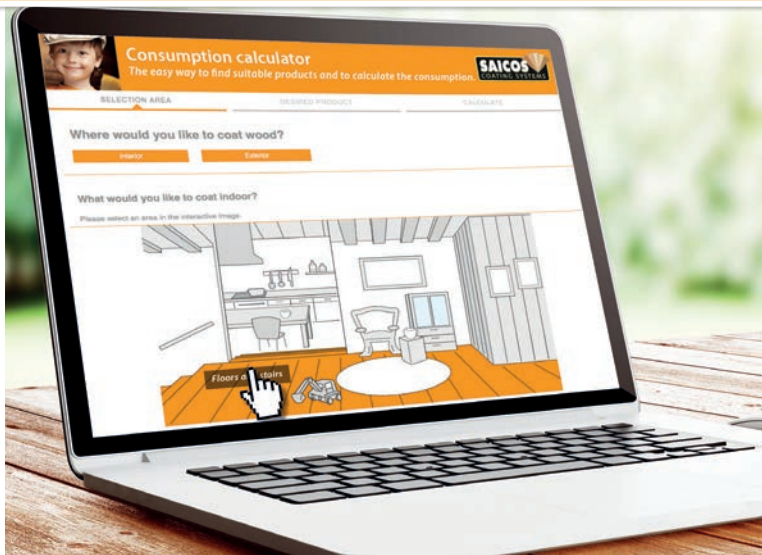 Consumption calculator
The easy way to find suitable products and to calculate the consumption.
SAICOS
COATING SYSTEMS
SELECTION AREA
DESIRED PRODUCT
CALCULATE
Where would you like to coat wood?
Interior
Exterior
What would you like to coat indoor?
Please select an area in the interactive image.
Floors stairs